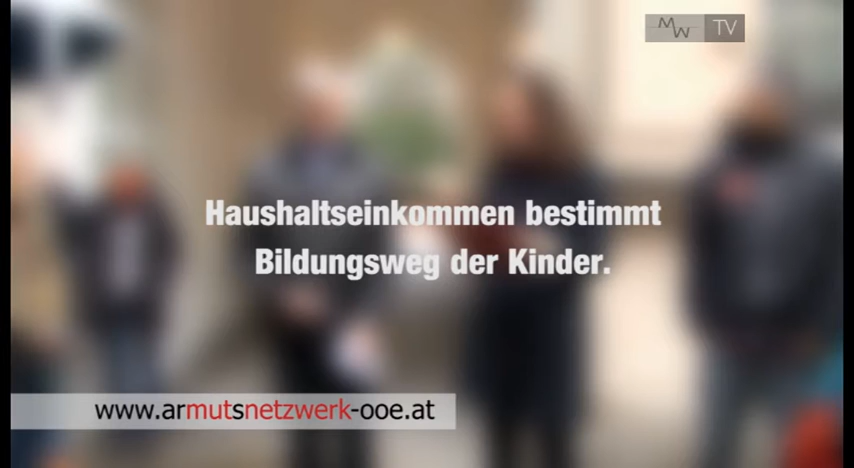 MW TV
Haushaltseinkommen bestimmt
Bildungsweg der Kinder.
www.armutsnetzwerk-ooe.at